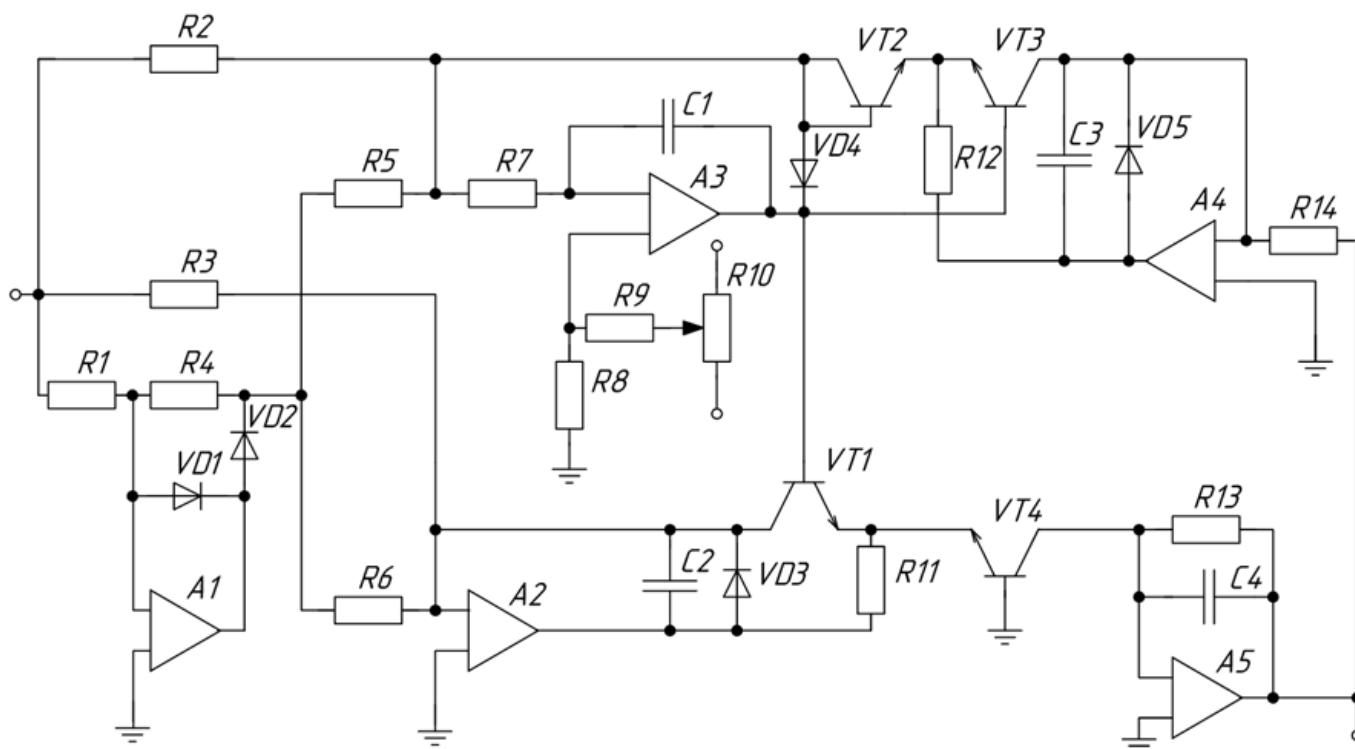 R2
VT2
VT3
C1
VD4
R12
C3
VD5
R5
R7
A3
A4
R14
R3
R10
R9
R1
R4
R8
VD2
VD1
VT1
VT4
R13
C2
VD3
R11
R6
A2
A1
C4
A5